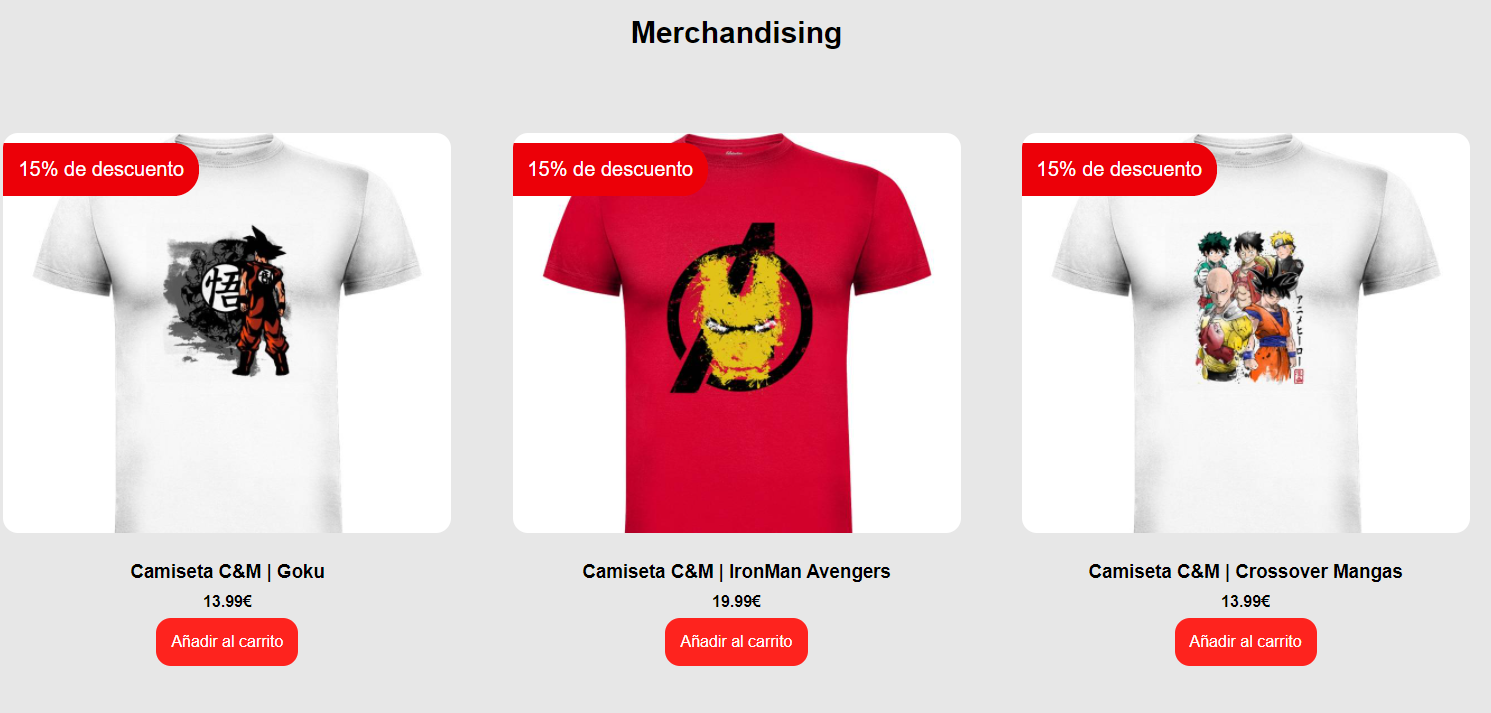 Merchandising
15% de descuento
15% de descuento
15% de descuento
悟
悟
アニメヒーロー
Camiseta C&M | Goku
Camiseta C&M | IronMan Avengers
Camiseta C&M | Crossover Mangas
13.99€
19.99€
13.99€
Añadir al carrito
Añadir al carrito
Añadir al carrito